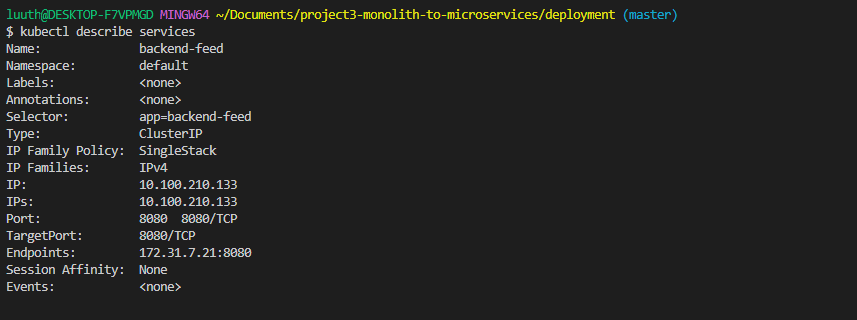 luuth@DESKTOP-F7VPMGD MINGW64 ~/Documents/project3-monolith-to-microservices/deployment (master)
$ kubectl describe services
Name:              backend-feed
Namespace:         default
Labels:            <none>
Annotations:       <none>
Selector:          app=backend-feed
Type:              ClusterIP
IP Family Policy:  SingleStack
IP Families:       IPv4
IP:                10.100.210.133
IPs:               10.100.210.133
Port:              8080  8080/TCP
TargetPort:        8080/TCP
Endpoints:         172.31.7.21:8080
Session Affinity:  None
Events:            <none>